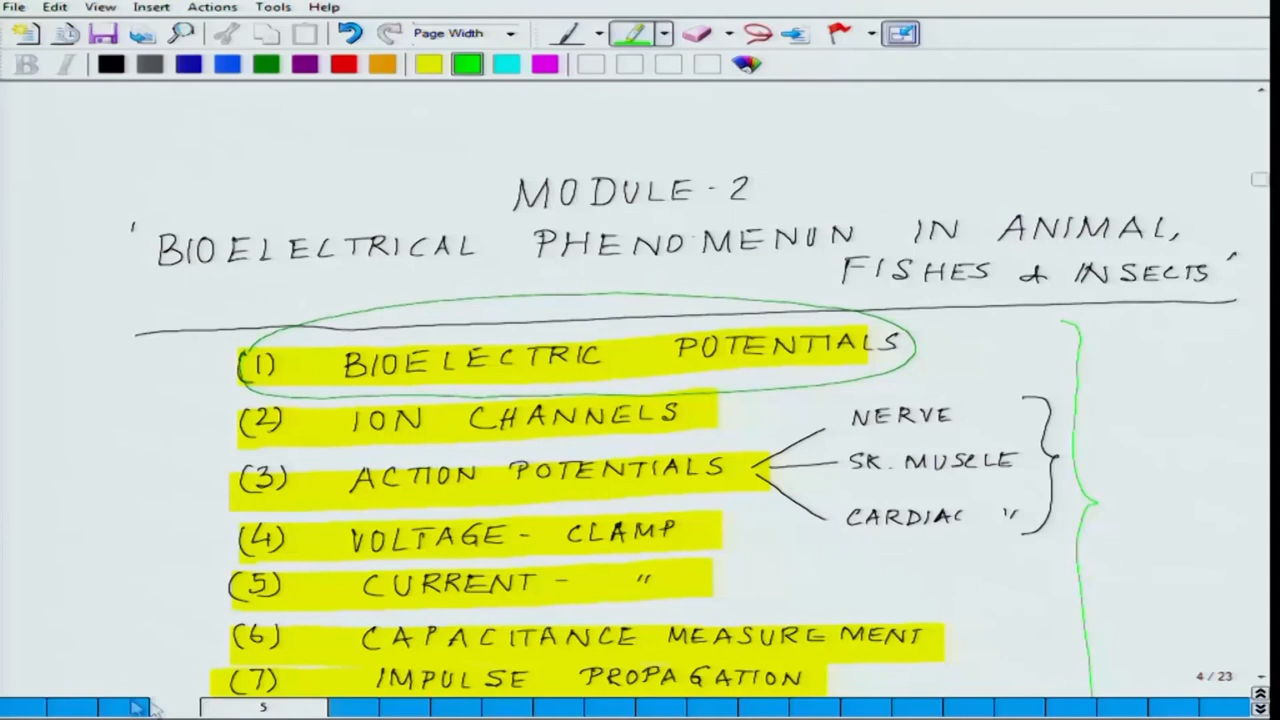 File Edit View Insert Actions Tools Help
Page Width
B I
MODULE - 2
' BIOELECTRICAL PHENOMENON IN ANIMAL,
FISHES & INSECTS '
(1) BIOELECTRIC POTENTIALS
(2) ION CHANNELS
NERVE
(3) ACTION POTENTIALS
SK. MUSCLE
CARDIAC "
(4) VOLTAGE - CLAMP
(5) CURRENT - "
(6) CAPACITANCE MEASUREMENT
(7) IMPULSE PROPAGATION
4 / 23
5